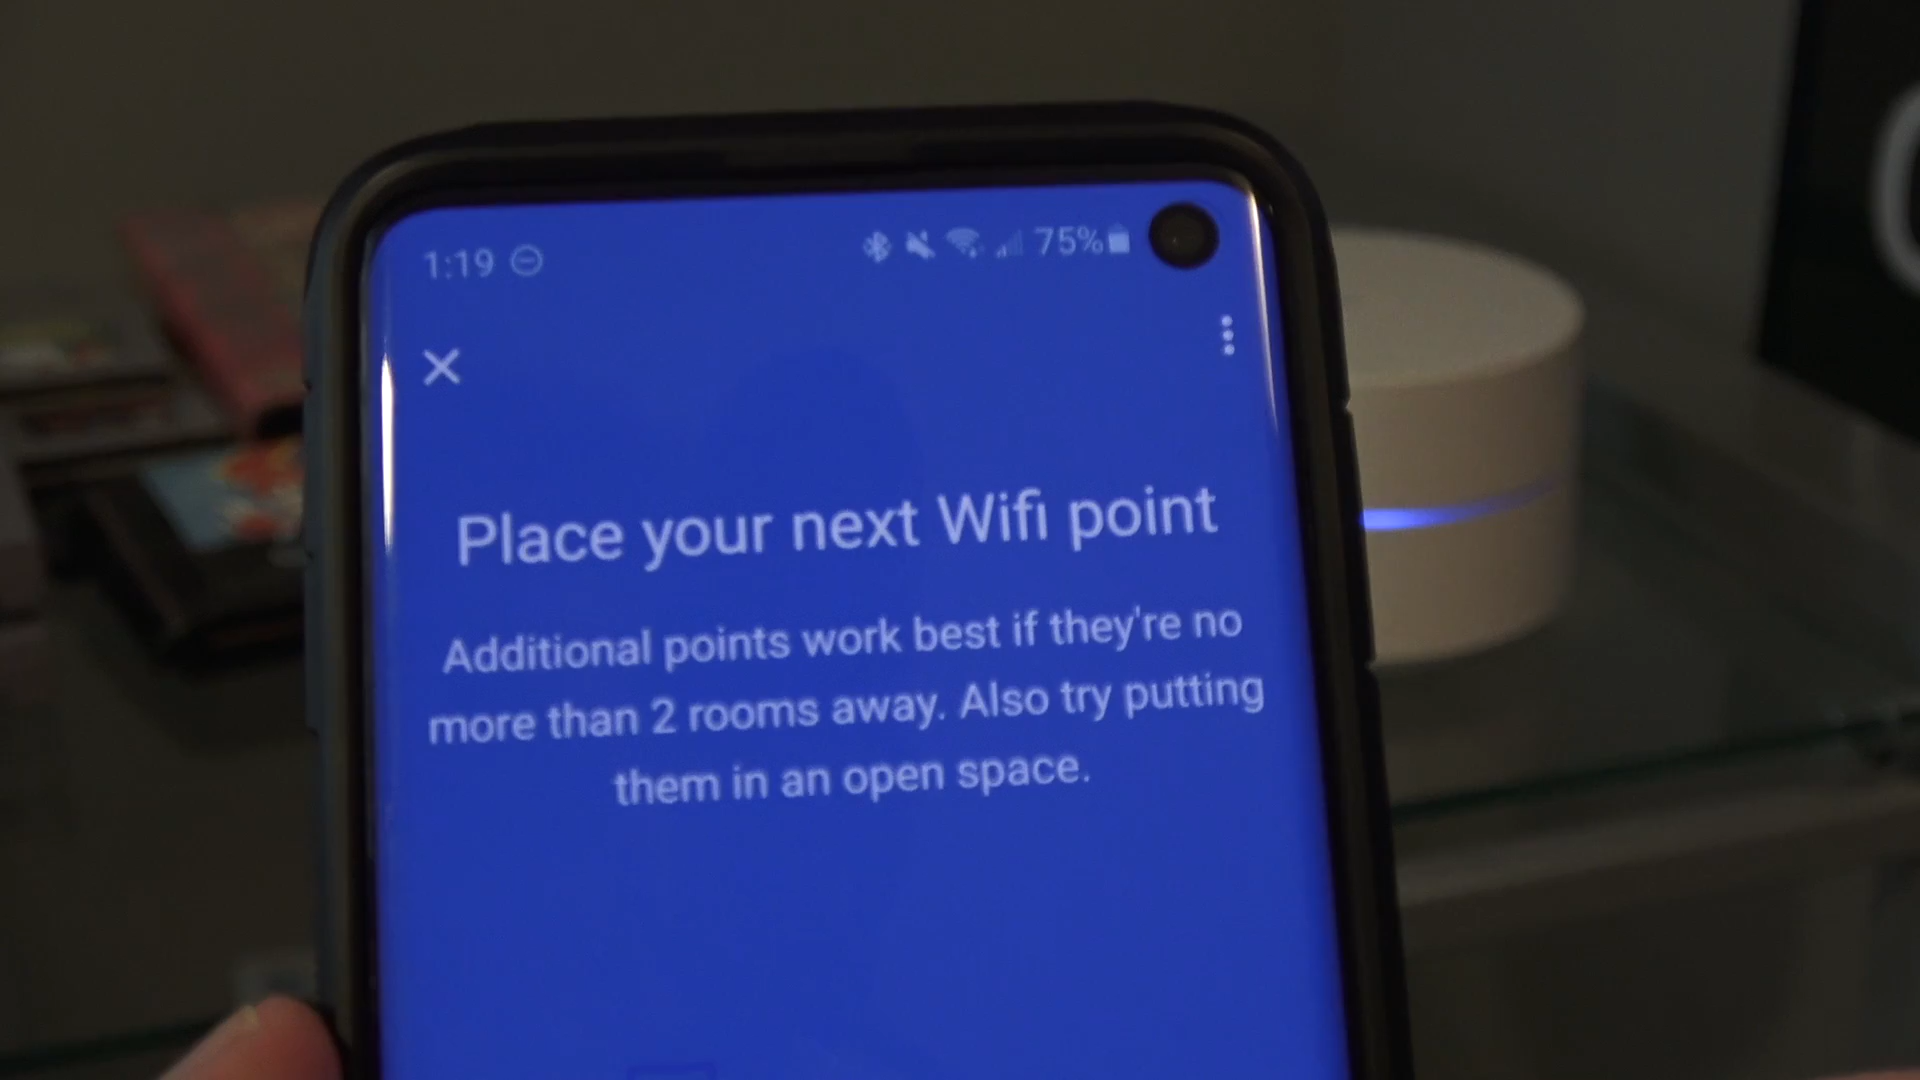 1:19 75%
Place your next Wifi point
Additional points work best if they're no
more than 2 rooms away. Also try putting
them in an open space.